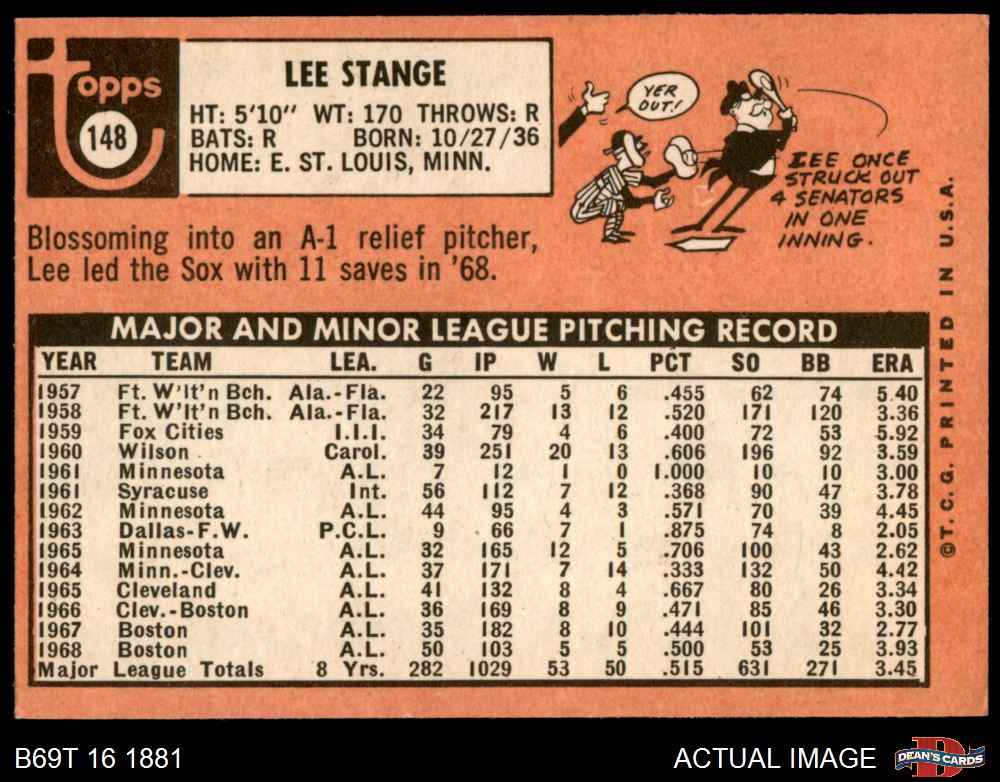 Topps
148
LEE STANGE
HT: 5'10" WT: 170 THROWS: R
BATS: R BORN: 10/27/36
HOME: E. ST. LOUIS, MINN.
YER
OUT!
LEE ONCE
STRUCK OUT
4 SENATORS
IN ONE
INNING.
Blossoming into an A-1 relief pitcher,
Lee led the Sox with 11 saves in '68.
MAJOR AND MINOR LEAGUE PITCHING RECORD
YEAR TEAM LEA. G IP W L PCT SO BB ERA
1957 Ft. W'lt'n Bch. Ala.-Fla. 22 95 5 6 .455 62 74 5.40
1958 Ft. W'lt'n Bch. Ala.-Fla. 32 217 13 12 .520 171 120 3.36
1959 Fox Cities I.I.I. 34 79 4 6 .400 72 53 5.92
1960 Wilson Carol. 39 251 20 13 .606 196 92 3.59
1961 Minnesota A.L. 7 12 1 0 1.000 10 10 3.00
1961 Syracuse Int. 56 112 7 12 .368 90 47 3.78
1962 Minnesota A.L. 44 95 4 3 .571 70 39 4.45
1963 Dallas-F.W. P.C.L. 9 66 7 1 .875 74 8 2.05
1965 Minnesota A.L. 32 165 12 5 .706 100 43 2.62
1964 Minn.-Clev. A.L. 37 171 7 14 .333 132 50 4.42
1965 Cleveland A.L. 41 132 8 4 .667 80 26 3.34
1966 Clev.-Boston A.L. 36 169 8 9 .471 85 46 3.30
1967 Boston A.L. 35 182 8 10 .444 101 32 2.77
1968 Boston A.L. 50 103 5 5 .500 53 25 3.93
Major League Totals 8 Yrs. 282 1029 53 50 .515 631 271 3.45
©T.C.G. PRINTED IN U.S.A.
B69T 16 1881
ACTUAL IMAGE
D
DEAN'S CARDS